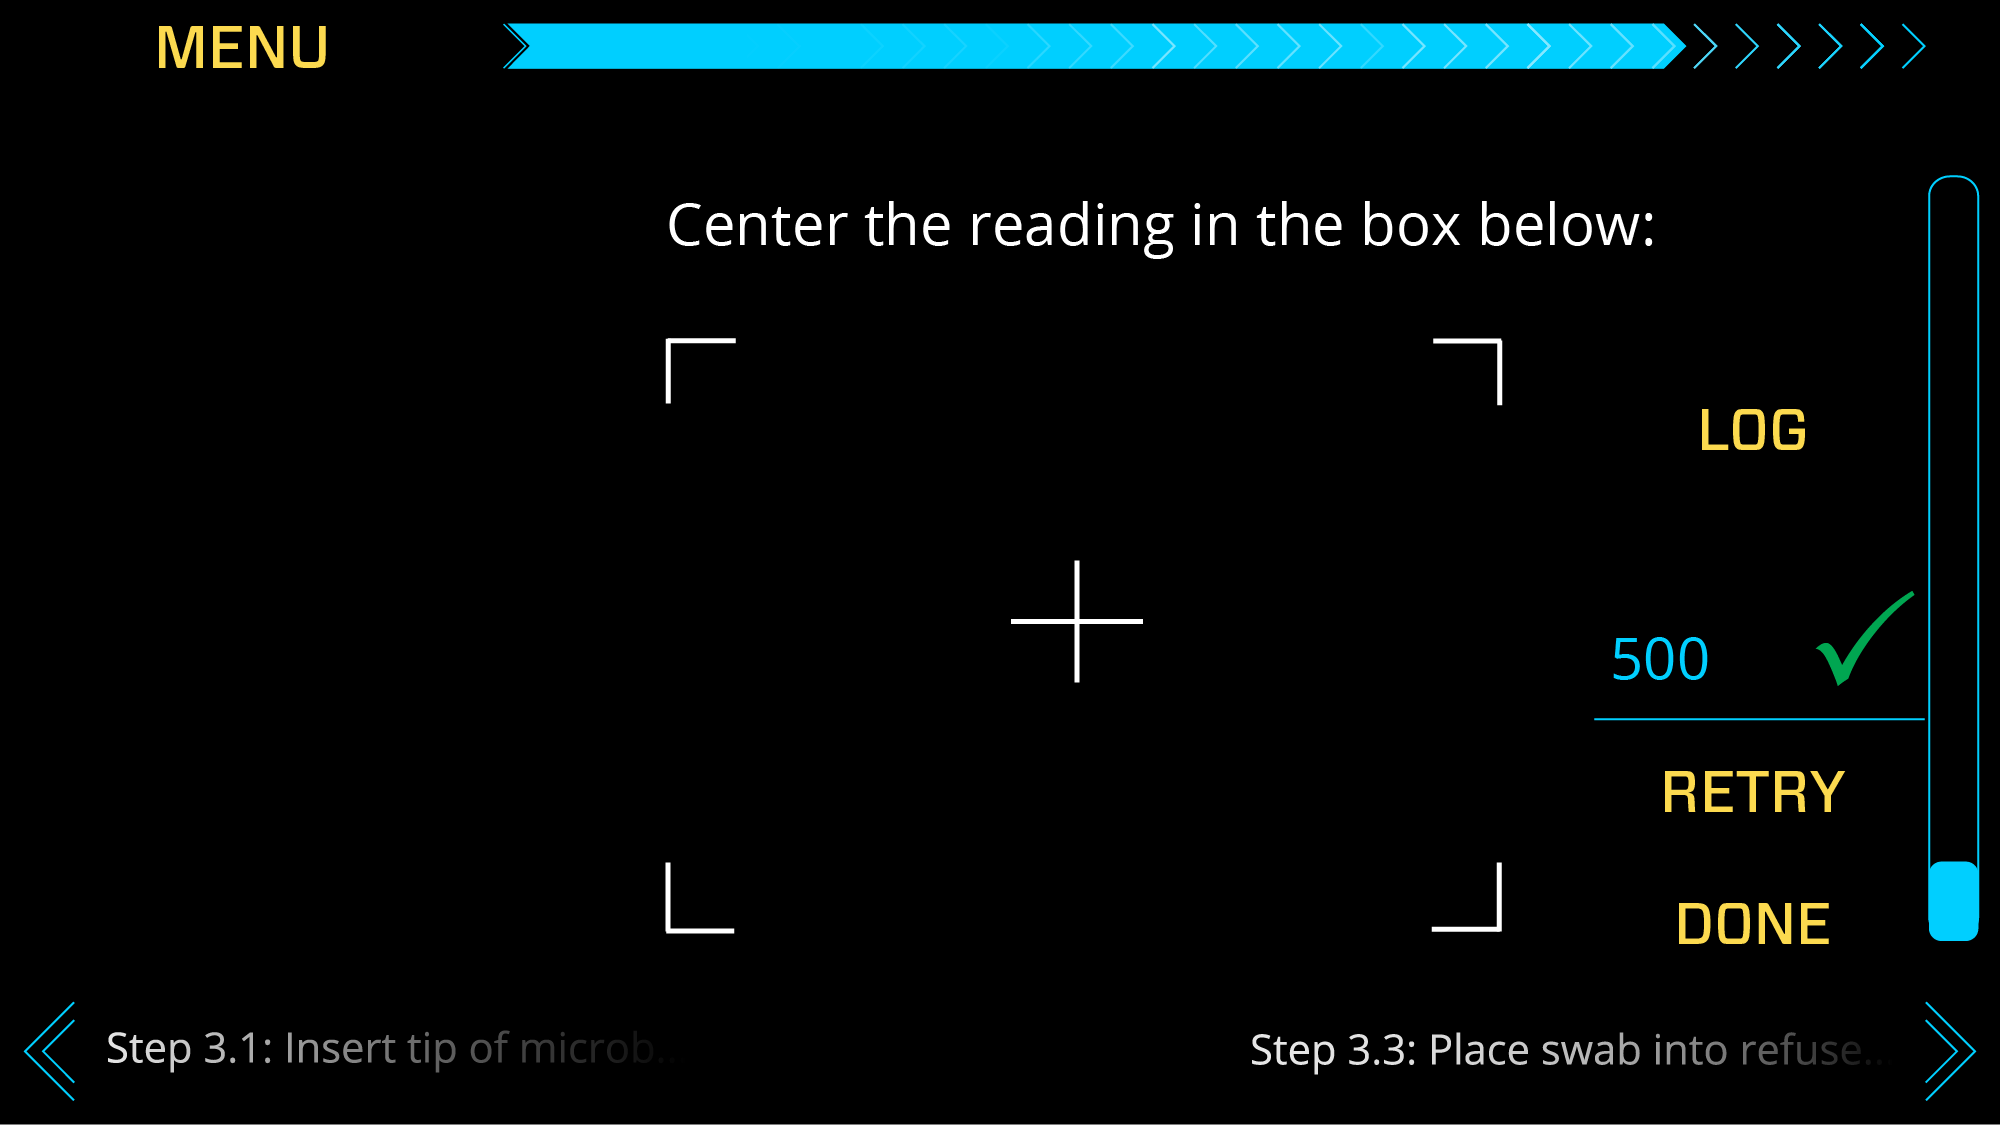 MENU
Center the reading in the box below:
LOG
500
RETRY
DONE
Step 3.1: Insert tip of microb..
Step 3.3: Place swab into refuse...